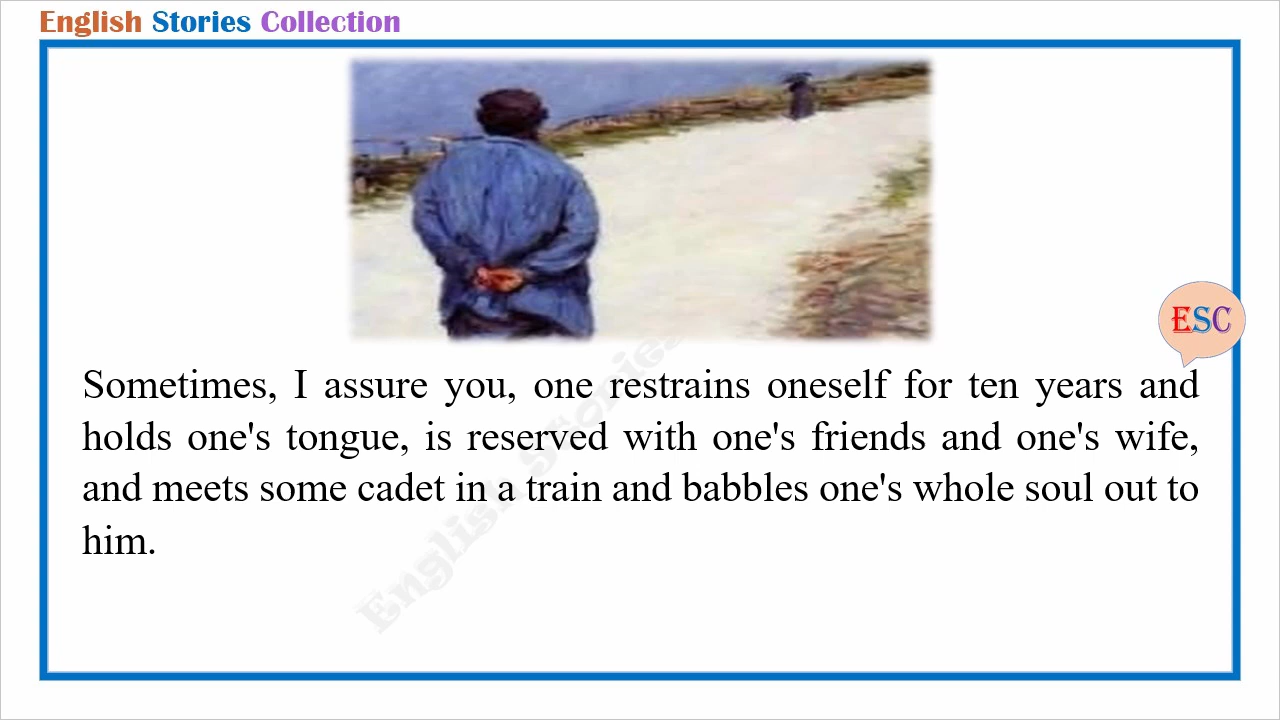 English Stories Collection
ESC
Sometimes, I assure you, one restrains oneself for ten years and
holds one's tongue, is reserved with one's friends and one's wife,
and meets some cadet in a train and babbles one's whole soul out to
him.
English Stories